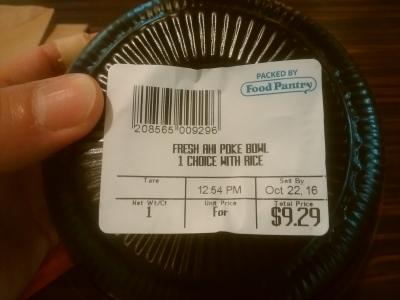 PACKED BY
Food Pantry
208565 009296
FRESH AHI POKE BOWL
1 CHOICE WITH RICE
Tare
12:54 PM
Sell By
Oct 22, 16
Net Wt/Ct
1
Unit Price
For
Total Price
$9.29